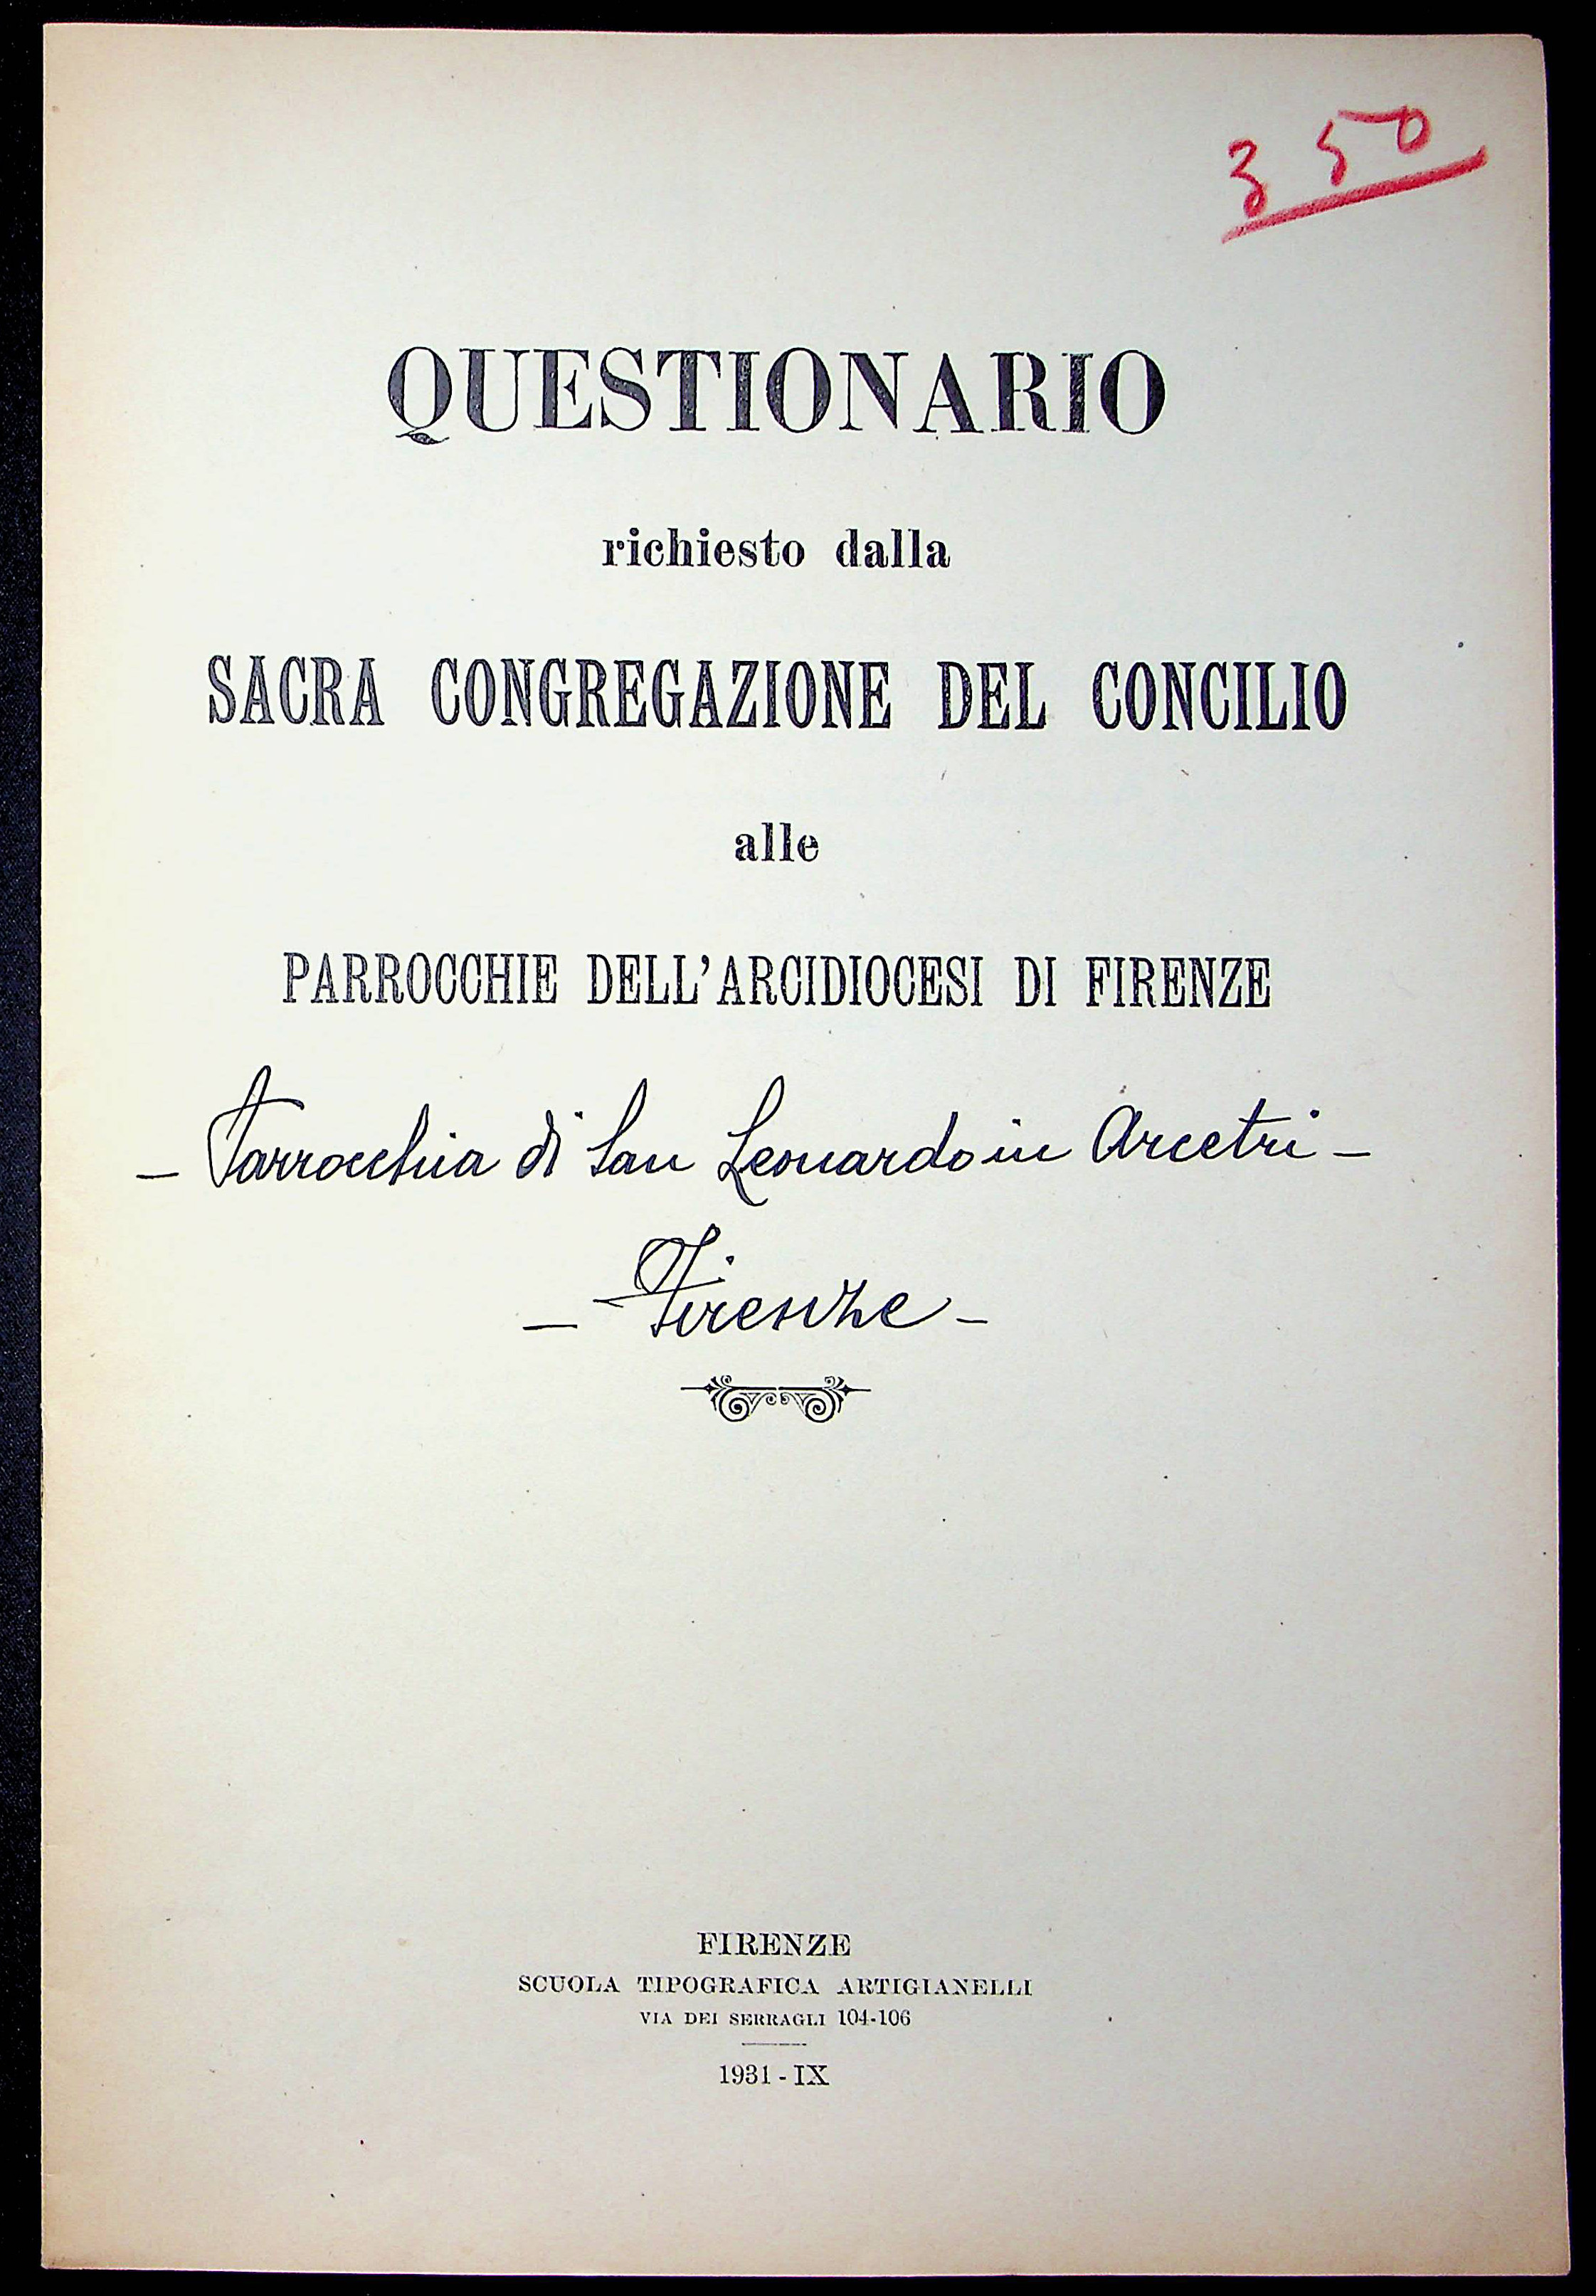 350
QUESTIONARIO
richiesto dalla
SACRA CONGREGAZIONE DEL CONCILIO
alle
PARROCCHIE DELL'ARCIDIOCESI DI FIRENZE
— Parrocchia di San Leonardo in Arcetri —
— Firenze —
FIRENZE
SCUOLA TIPOGRAFICA ARTIGIANELLI
VIA DEI SERRAGLI 104-106
1931 - IX